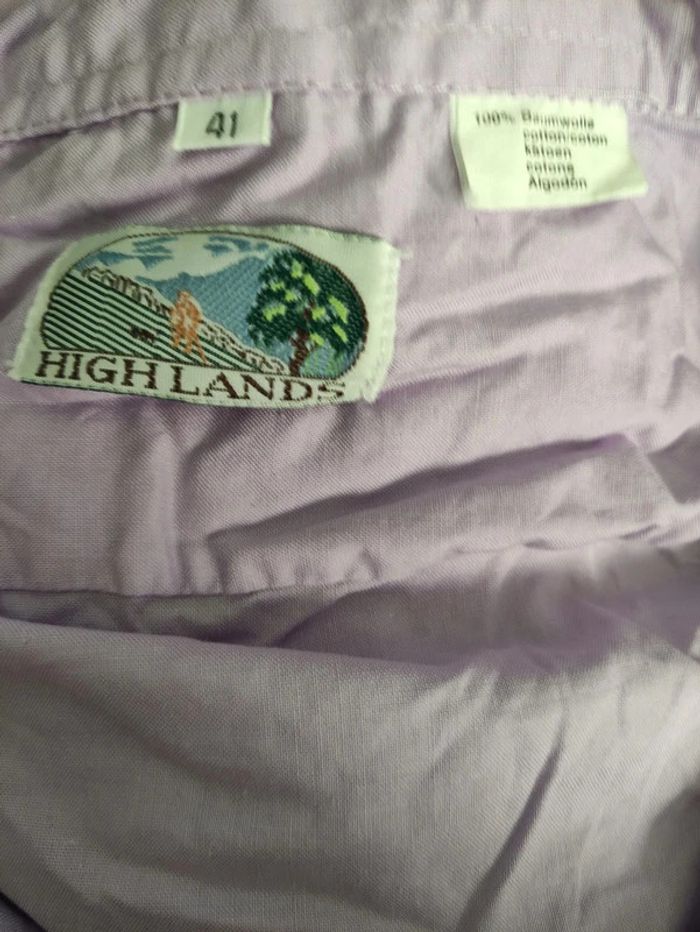 41
100% Baumwolle
cotton/coton
katoen
cotone
Algodón
HIGH LANDS